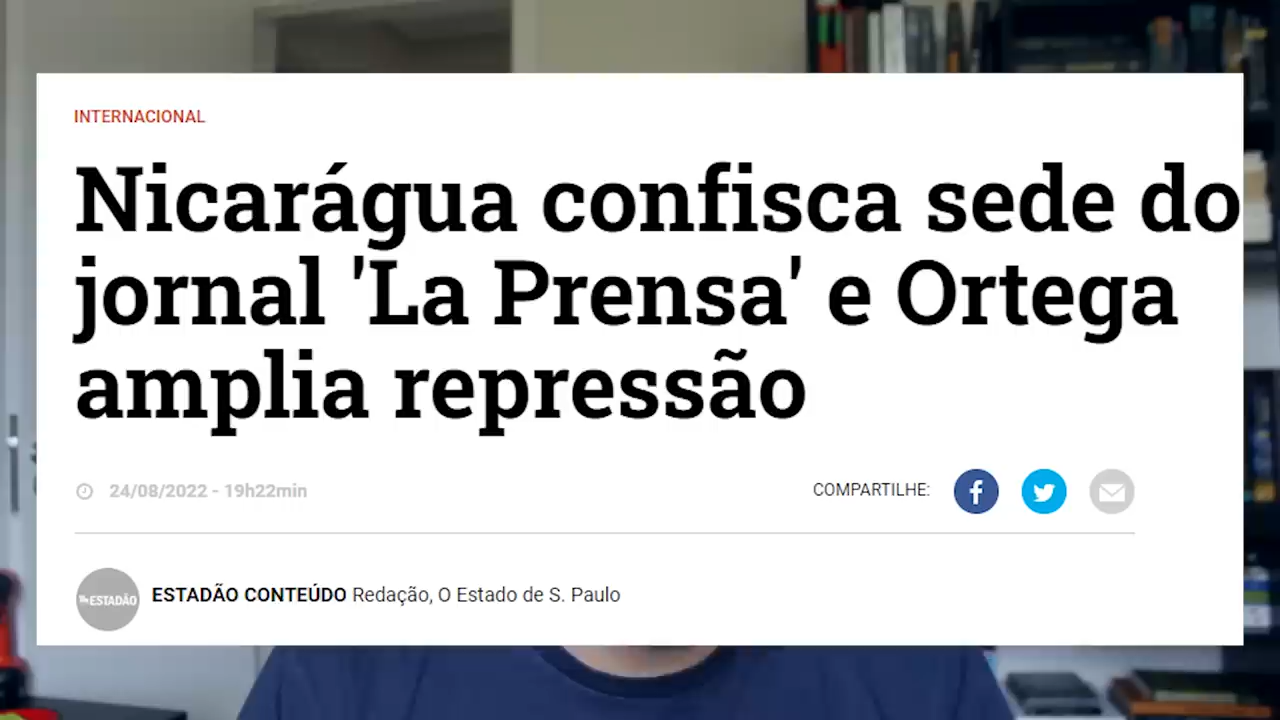 INTERNACIONAL
Nicarágua confisca sede do
jornal 'La Prensa' e Ortega
amplia repressão
24/08/2022 - 19h22min
COMPARTILHE:
ESTADÃO
ESTADÃO CONTEÚDO Redação, O Estado de S. Paulo